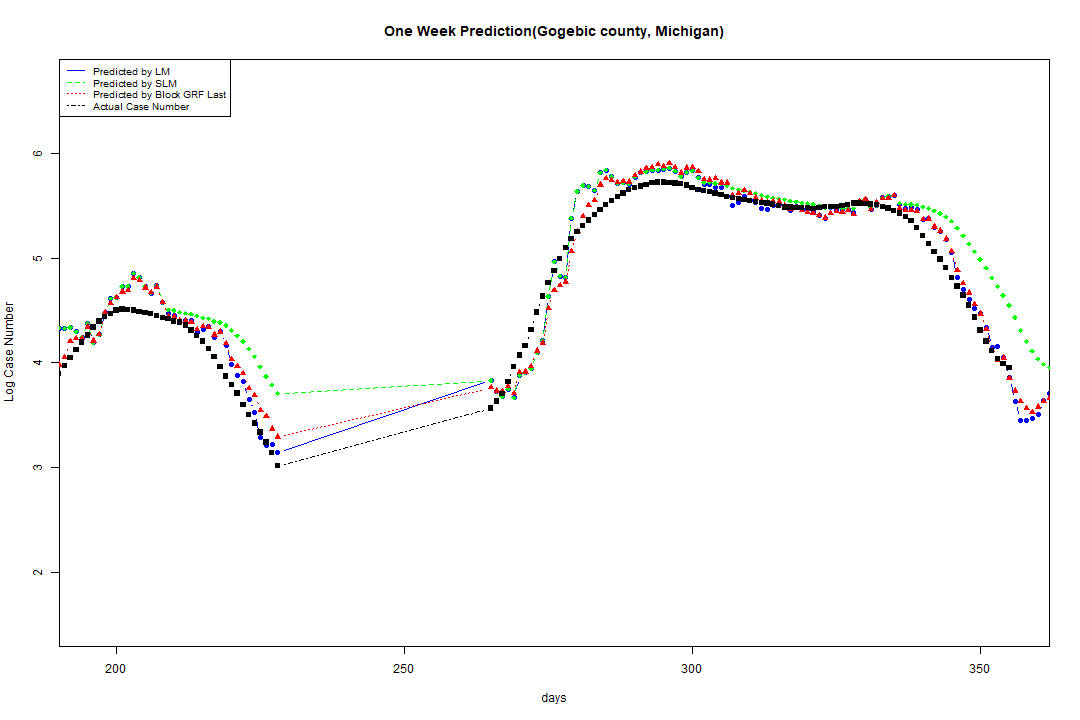 One Week Prediction(Gogebic county, Michigan)
Predicted by LM
Predicted by SLM
Predicted by Block GRF Last
Actual Case Number
6
5
4
3
2
Log Case Number
200
250
300
350
days